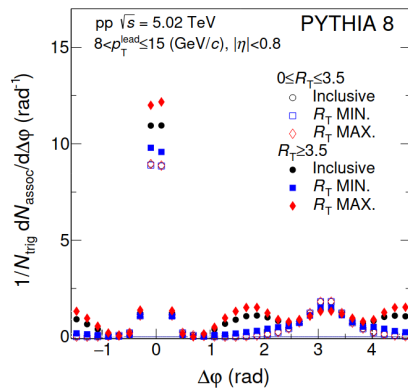 pp √s = 5.02 TeV PYTHIA 8
8<p_T^lead≤15 (GeV/c), |η|<0.8
0≤R_T≤3.5
Inclusive
R_T MIN.
R_T MAX.
R_T≥3.5
Inclusive
R_T MIN.
R_T MAX.
1/N_trig dN_assoc/dΔφ (rad⁻¹)
15
10
5
0
−1 0 1 2 3 4
Δφ (rad)